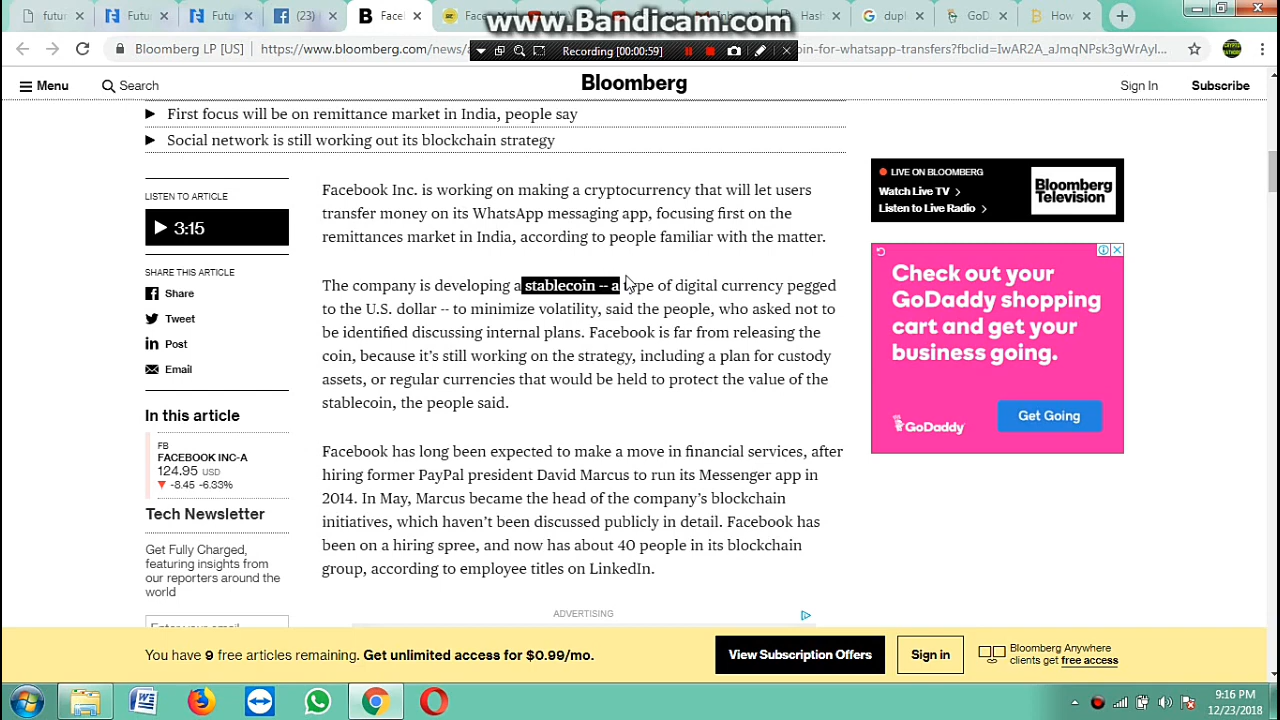 www.Bandicam.com
futur
Futur
Futur
(23)
Facel
Fac
Hash
dupl
GoD
How
Recording [00:00:59]
Bloomberg LP [US]
https://www.bloomberg.com/news/a
oin-for-whatsapp-transfers?fbclid=IwAR2A_aJmqNPsk3gWrAyl...
Menu
Search
Bloomberg
Sign In
Subscribe
First focus will be on remittance market in India, people say
Social network is still working out its blockchain strategy
LISTEN TO ARTICLE
3:15
SHARE THIS ARTICLE
Share
Tweet
Post
Email
In this article
FB
FACEBOOK INC-A
124.95 USD
▼ -8.45 -6.33%
Tech Newsletter
Get Fully Charged,
featuring insights from
our reporters around the
world
Enter your email
Facebook Inc. is working on making a cryptocurrency that will let users
transfer money on its WhatsApp messaging app, focusing first on the
remittances market in India, according to people familiar with the matter.
The company is developing a stablecoin -- a type of digital currency pegged
to the U.S. dollar -- to minimize volatility, said the people, who asked not to
be identified discussing internal plans. Facebook is far from releasing the
coin, because it's still working on the strategy, including a plan for custody
assets, or regular currencies that would be held to protect the value of the
stablecoin, the people said.
Facebook has long been expected to make a move in financial services, after
hiring former PayPal president David Marcus to run its Messenger app in
2014. In May, Marcus became the head of the company's blockchain
initiatives, which haven't been discussed publicly in detail. Facebook has
been on a hiring spree, and now has about 40 people in its blockchain
group, according to employee titles on LinkedIn.
ADVERTISING
LIVE ON BLOOMBERG
Watch Live TV >
Listen to Live Radio >
Bloomberg
Television
Check out your
GoDaddy shopping
cart and get your
business going.
GoDaddy
Get Going
You have 9 free articles remaining. Get unlimited access for $0.99/mo.
View Subscription Offers
Sign in
Bloomberg Anywhere
clients get free access
9:16 PM
12/23/2018